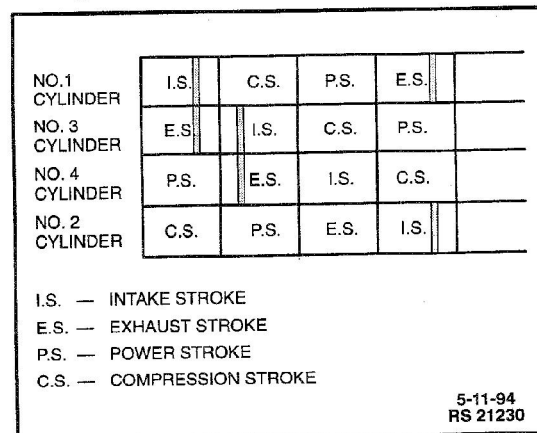 NO.1 CYLINDER I.S. C.S. P.S. E.S.
NO. 3 CYLINDER E.S I.S. C.S. P.S.
NO. 4 CYLINDER P.S. E.S. I.S. C.S.
NO. 2 CYLINDER C.S. P.S. E.S. I.S.
I.S. — INTAKE STROKE
E.S. — EXHAUST STROKE
P.S. — POWER STROKE
C.S. — COMPRESSION STROKE
5-11-94
RS 21230